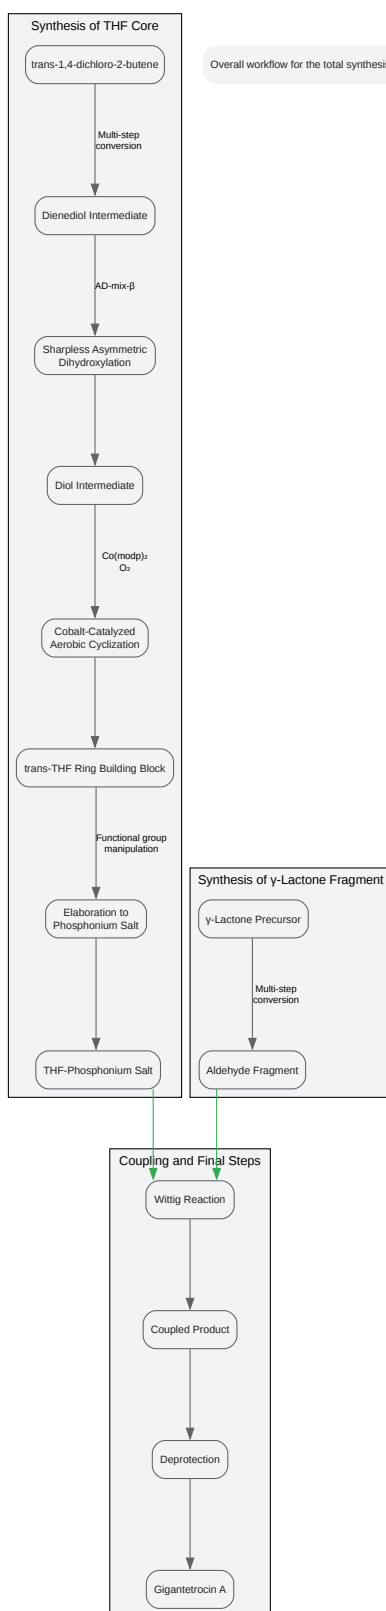 Synthesis of THF Core
trans-1,4-dichloro-2-butene
Overall workflow for the total synthesis
Multi-step
conversion
Dienediol Intermediate
AD-mix-β
Sharpless Asymmetric
Dihydroxylation
Diol Intermediate
Co(modp)₂
O₂
Cobalt-Catalyzed
Aerobic Cyclization
trans-THF Ring Building Block
Functional group
manipulation
Elaboration to
Phosphonium Salt
THF-Phosphonium Salt
Synthesis of γ-Lactone Fragment
γ-Lactone Precursor
Multi-step
conversion
Aldehyde Fragment
Coupling and Final Steps
Wittig Reaction
Coupled Product
Deprotection
Gigantetrocin A